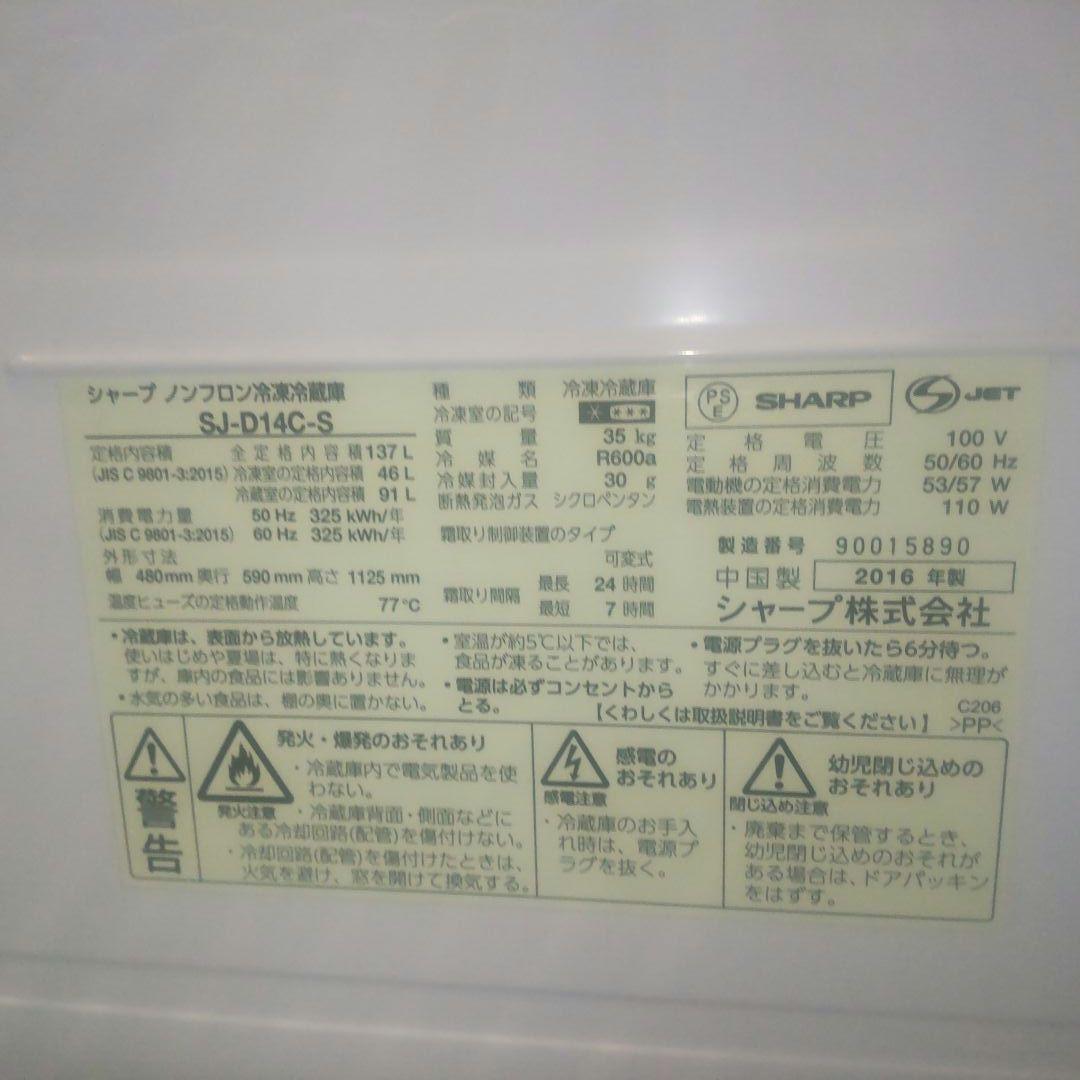 シャープ ノンフロン冷凍冷蔵庫
SJ-D14C-S
定格内容積 全定格内容積 137 L
(JIS C 9801-3:2015) 冷凍室の定格内容積 46 L
冷蔵室の定格内容積 91 L
消費電力量 50 Hz 325 kWh/年
(JIS C 9801-3:2015) 60 Hz 325 kWh/年
外形寸法
幅 480mm 奥行 590mm 高さ 1125 mm
温度ヒューズの定格動作温度 77℃
種類 冷凍冷蔵庫
冷凍室の記号 * ***
質量 35 kg
冷媒名 R600a
冷媒封入量 30 g
断熱発泡ガス シクロペンタン
霜取り制御装置のタイプ
可変式
霜取り間隔 最長 24 時間
最短 7 時間
PS E SHARP
S JET
定格電圧 100 V
定格周波数 50/60 Hz
電動機の定格消費電力 53/57 W
電熱装置の定格消費電力 110 W
製造番号 90015890
中国製 2016 年製
シャープ株式会社
・冷蔵庫は、表面から放熱しています。
使いはじめや夏場は、特に熱くなりま
すが、庫内の食品には影響ありません。
・水気の多い食品は、棚の奥に置かない。
・室温が約5℃以下では、
食品が凍ることがあります。
・電源は必ずコンセントから
とる。
・電源プラグを抜いたら6分待つ。
すぐに差し込むと冷蔵庫に無理が
かかります。
【くわしくは取扱説明書をご覧ください】
C206
>PP<
警告
発火・爆発のおそれあり
発火注意
・冷蔵庫内で電気製品を使
わない。
・冷蔵庫背面・側面などに
ある冷却回路(配管)を傷付けない。
・冷却回路(配管)を傷付けたときは、
火気を避け、窓を開けて換気する。
感電の
おそれあり
感電注意
・冷蔵庫のお手入
れ時は、電源プ
ラグを抜く。
幼児閉じ込めの
おそれあり
閉じ込め注意
・廃棄まで保管するとき、
幼児閉じ込めのおそれが
ある場合は、ドアパッキン
をはずす。